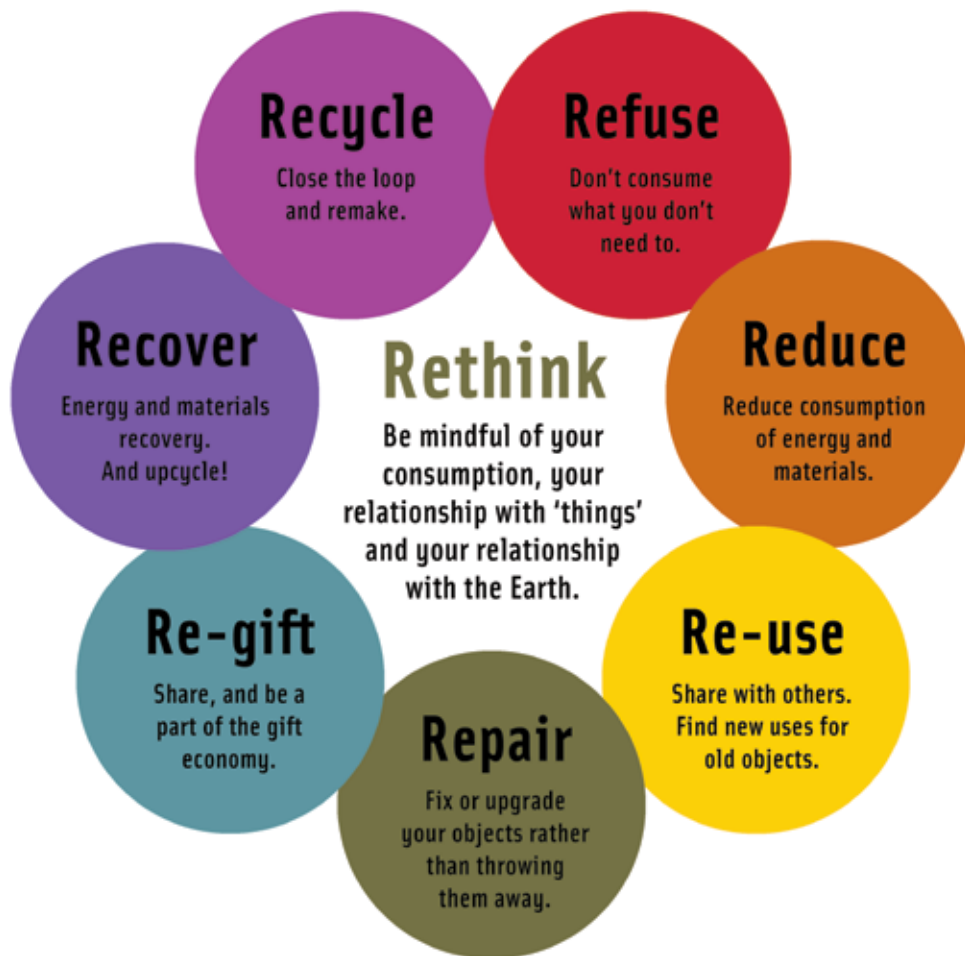 Recycle
Close the loop
and remake.
Refuse
Don't consume
what you don't
need to.
Recover
Energy and materials
recovery.
And upcycle!
Rethink
Be mindful of your
consumption, your
relationship with ‘things’
and your relationship
with the Earth.
Reduce
Reduce consumption
of energy and
materials.
Re-gift
Share, and be a
part of the gift
economy.
Repair
Fix or upgrade
your objects rather
than throwing
them away.
Re-use
Share with others.
Find new uses for
old objects.